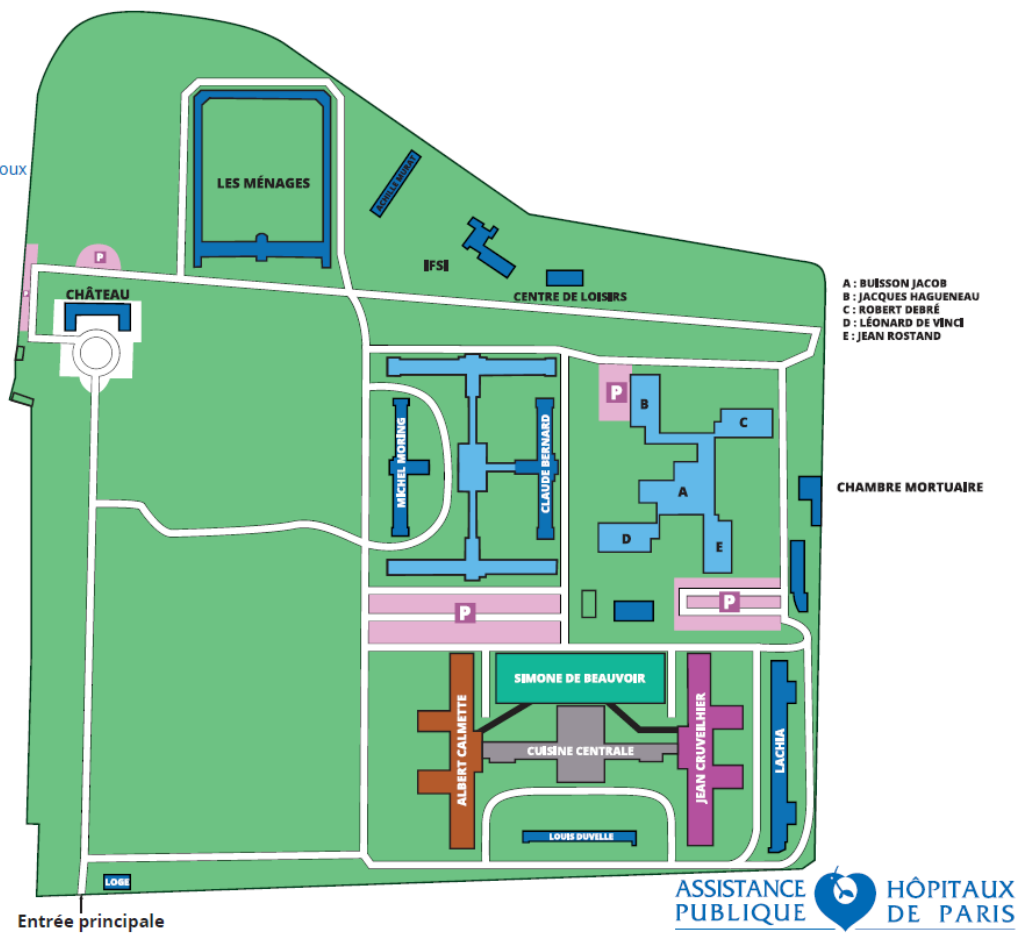 oux
LES MÉNAGES
ACHILLE MURAT
P
IFSI
CENTRE DE LOISIRS
CHÂTEAU
A : BUISSON JACOB
B : JACQUES HAGUENEAU
C : ROBERT DEBRÉ
D : LÉONARD DE VINCI
E : JEAN ROSTAND
P
B
C
MICHEL MORING
CLAUDE BERNARD
A
CHAMBRE MORTUAIRE
D
E
P
P
SIMONE DE BEAUVOIR
ALBERT CALMETTE
CUISINE CENTRALE
JEAN CRUVEILHIER
LACHIA
LOUIS DUVELLE
LOGE
Entrée principale
ASSISTANCE
PUBLIQUE
HÔPITAUX
DE PARIS